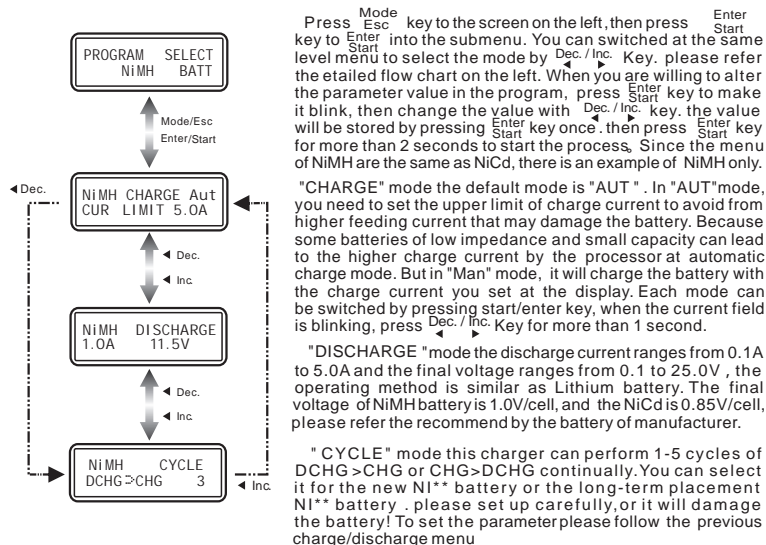 PROGRAM SELECT
NiMH BATT
Mode/Esc
Enter/Start
◀Dec.
NiMH CHARGE Aut
CUR LIMIT 5.0A
◀ Dec.
◀ Inc.
NiMH DISCHARGE
1.0A 11.5V
◀ Dec.
◀ Inc.
NiMH CYCLE
DCHG>CHG 3
◀ Inc.
Press Mode Esc key to the screen on the left,then press Enter Start
key to Enter Start into the submenu. You can switched at the same
level menu to select the mode by Dec. / Inc. ◀ ▶ Key. please refer
the etailed flow chart on the left. When you are willing to alter
the parameter value in the program, press Enter Start key to make
it blink, then change the value with Dec. / Inc. ◀ ▶ key. the value
will be stored by pressing Enter Start key once . then press Enter Start key
for more than 2 seconds to start the process。 Since the menu
of NiMH are the same as NiCd, there is an example of NiMH only.
"CHARGE" mode the default mode is "AUT " . In "AUT"mode,
you need to set the upper limit of charge current to avoid from
higher feeding current that may damage the battery. Because
some batteries of low impedance and small capacity can lead
to the higher charge current by the processor at automatic
charge mode. But in "Man" mode, it will charge the battery with
the charge current you set at the display. Each mode can
be switched by pressing start/enter key, when the current field
is blinking, press Dec. / Inc. ◀ ▶ Key for more than 1 second.
"DISCHARGE "mode the discharge current ranges from 0.1A
to 5.0A and the final voltage ranges from 0.1 to 25.0V , the
operating method is similar as Lithium battery. The final
voltage of NiMH battery is 1.0V/cell, and the NiCd is 0.85V/cell,
please refer the recommend by the battery of manufacturer.
" CYCLE" mode this charger can perform 1-5 cycles of
DCHG >CHG or CHG>DCHG continually.You can select
it for the new NI** battery or the long-term placement
NI** battery . please set up carefully,or it will damage
the battery! To set the parameter please follow the previous
charge/discharge menu